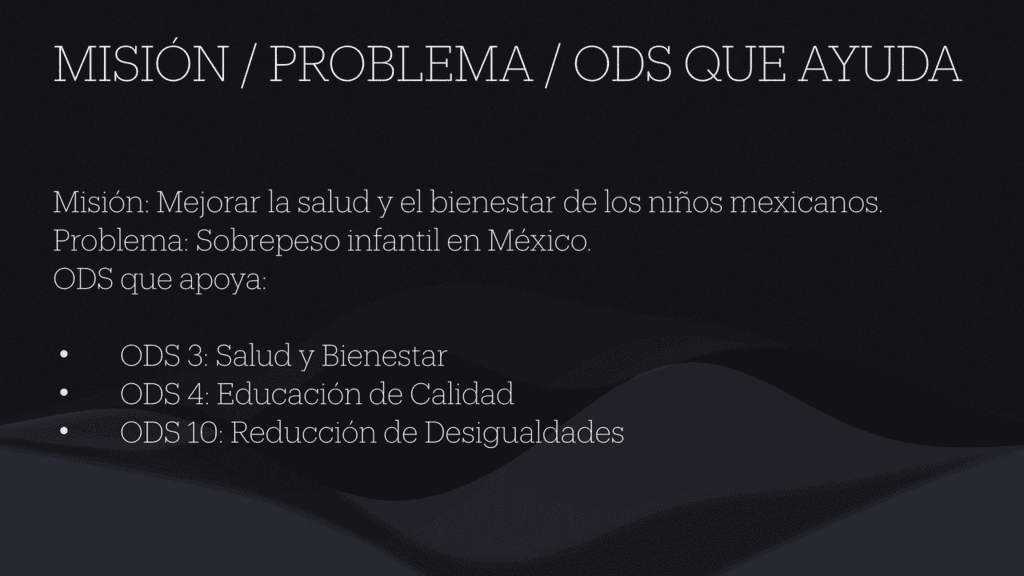 MISIÓN / PROBLEMA / ODS QUE AYUDA
Misión: Mejorar la salud y el bienestar de los niños mexicanos.
Problema: Sobrepeso infantil en México.
ODS que apoya:
• ODS 3: Salud y Bienestar
• ODS 4: Educación de Calidad
• ODS 10: Reducción de Desigualdades